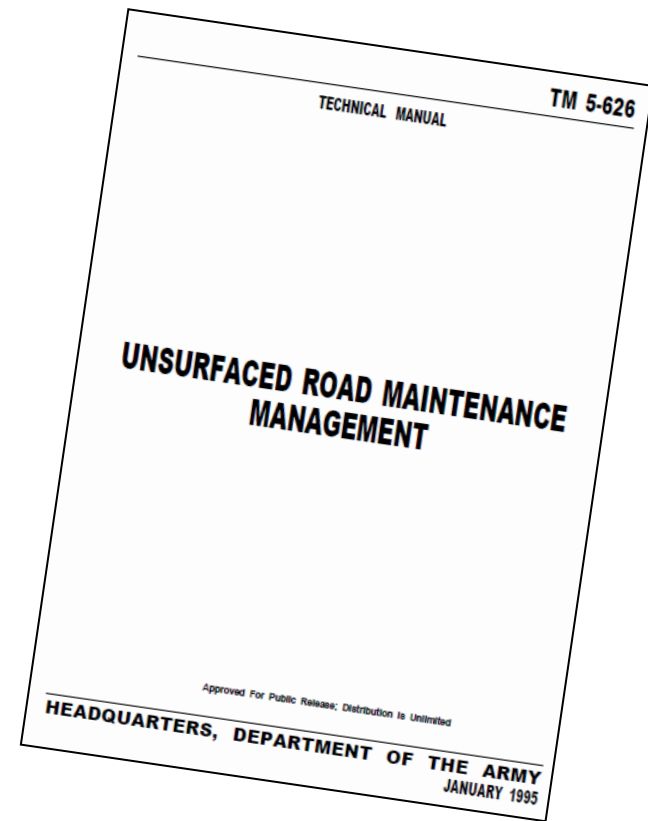 TM 5-626
TECHNICAL MANUAL
UNSURFACED ROAD MAINTENANCE
MANAGEMENT
Approved For Public Release; Distribution Is Unlimited
HEADQUARTERS, DEPARTMENT OF THE ARMY
JANUARY 1995